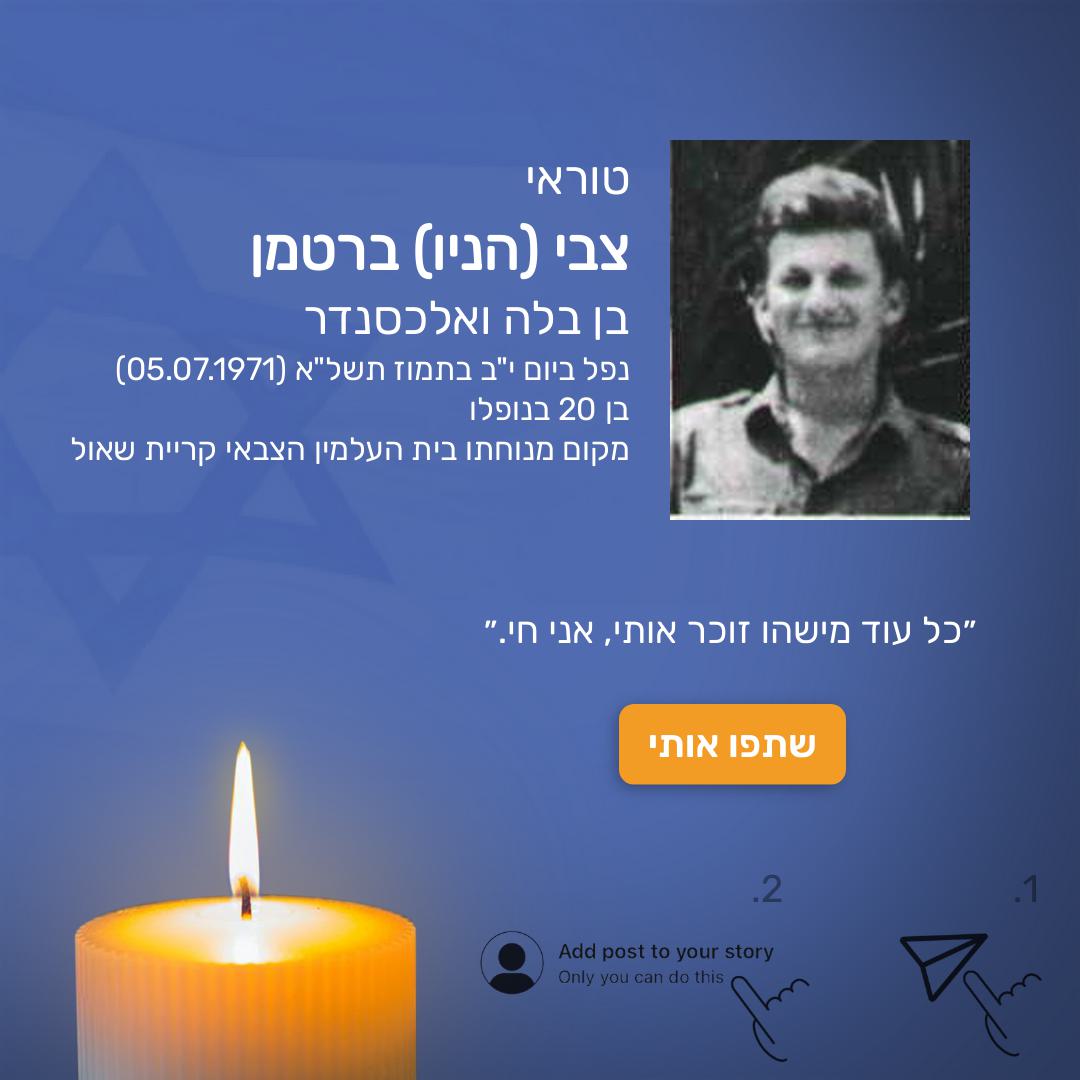 טוראי
צבי (הניו) ברטמן
בן בלה ואלכסנדר
נפל ביום י"ב בתמוז תשל"א (05.07.1971)
בן 20 בנופלו
מקום מנוחתו בית העלמין הצבאי קריית שאול
״כל עוד מישהו זוכר אותי, אני חי.״
שתפו אותי
.1
.2
Add post to your story
Only you can do this